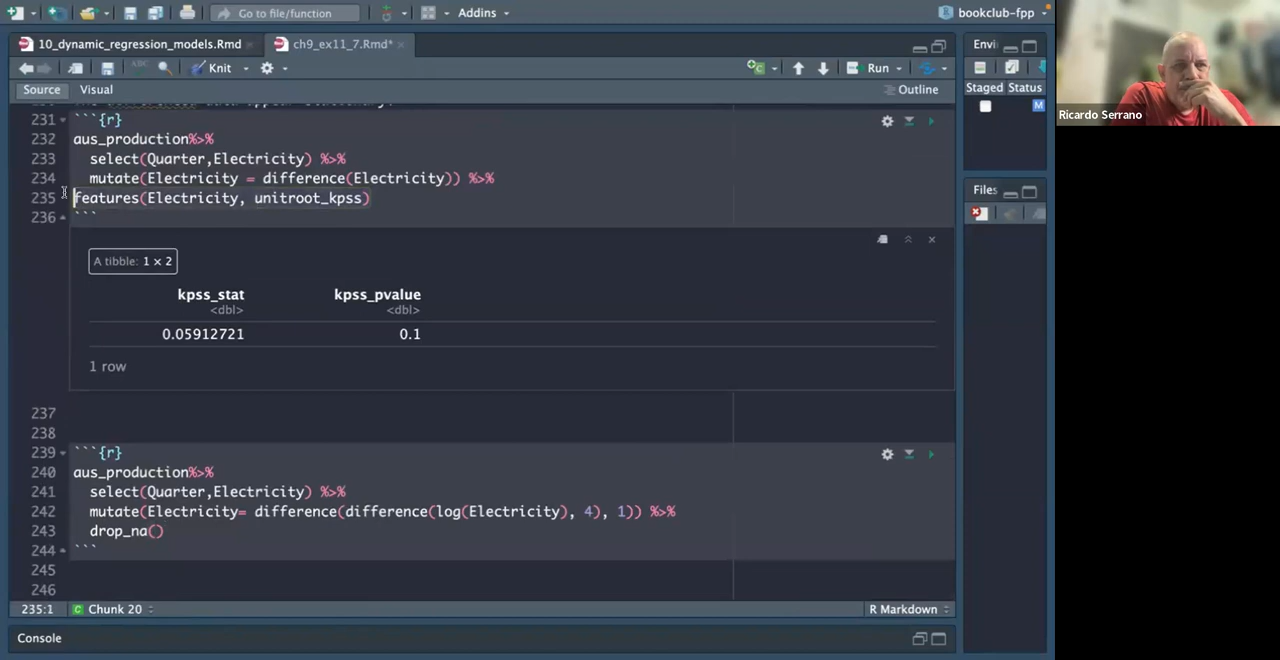 Go to file/function
Addins
bookclub-fpp
10_dynamic_regression_models.Rmd
ch9_ex11_7.Rmd*
Envi
ABC
Knit
Run
Source
Visual
Outline
Staged Status
M
Ricardo Serrano
231 ```{r}
232 aus_production%>%
233 select(Quarter,Electricity) %>%
234 mutate(Electricity = difference(Electricity)) %>%
235 features(Electricity, unitroot_kpss)
236 ```
Files
A tibble: 1 × 2
kpss_stat kpss_pvalue
<dbl> <dbl>
0.05912721 0.1
1 row
237
238
239 ```{r}
240 aus_production%>%
241 select(Quarter,Electricity) %>%
242 mutate(Electricity= difference(difference(log(Electricity), 4), 1)) %>%
243 drop_na()
244 ```
245
246
235:1
C Chunk 20
R Markdown
Console